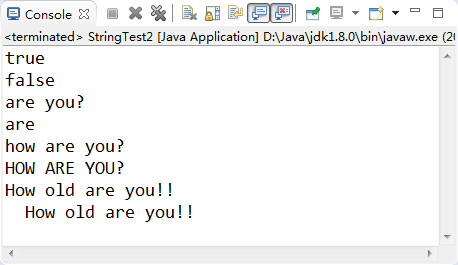 Console
<terminated> StringTest2 [Java Application] D:\Java\jdk1.8.0\bin\javaw.exe (20
true
false
are you?
are
how are you?
HOW ARE YOU?
How old are you!!
  How old are you!!